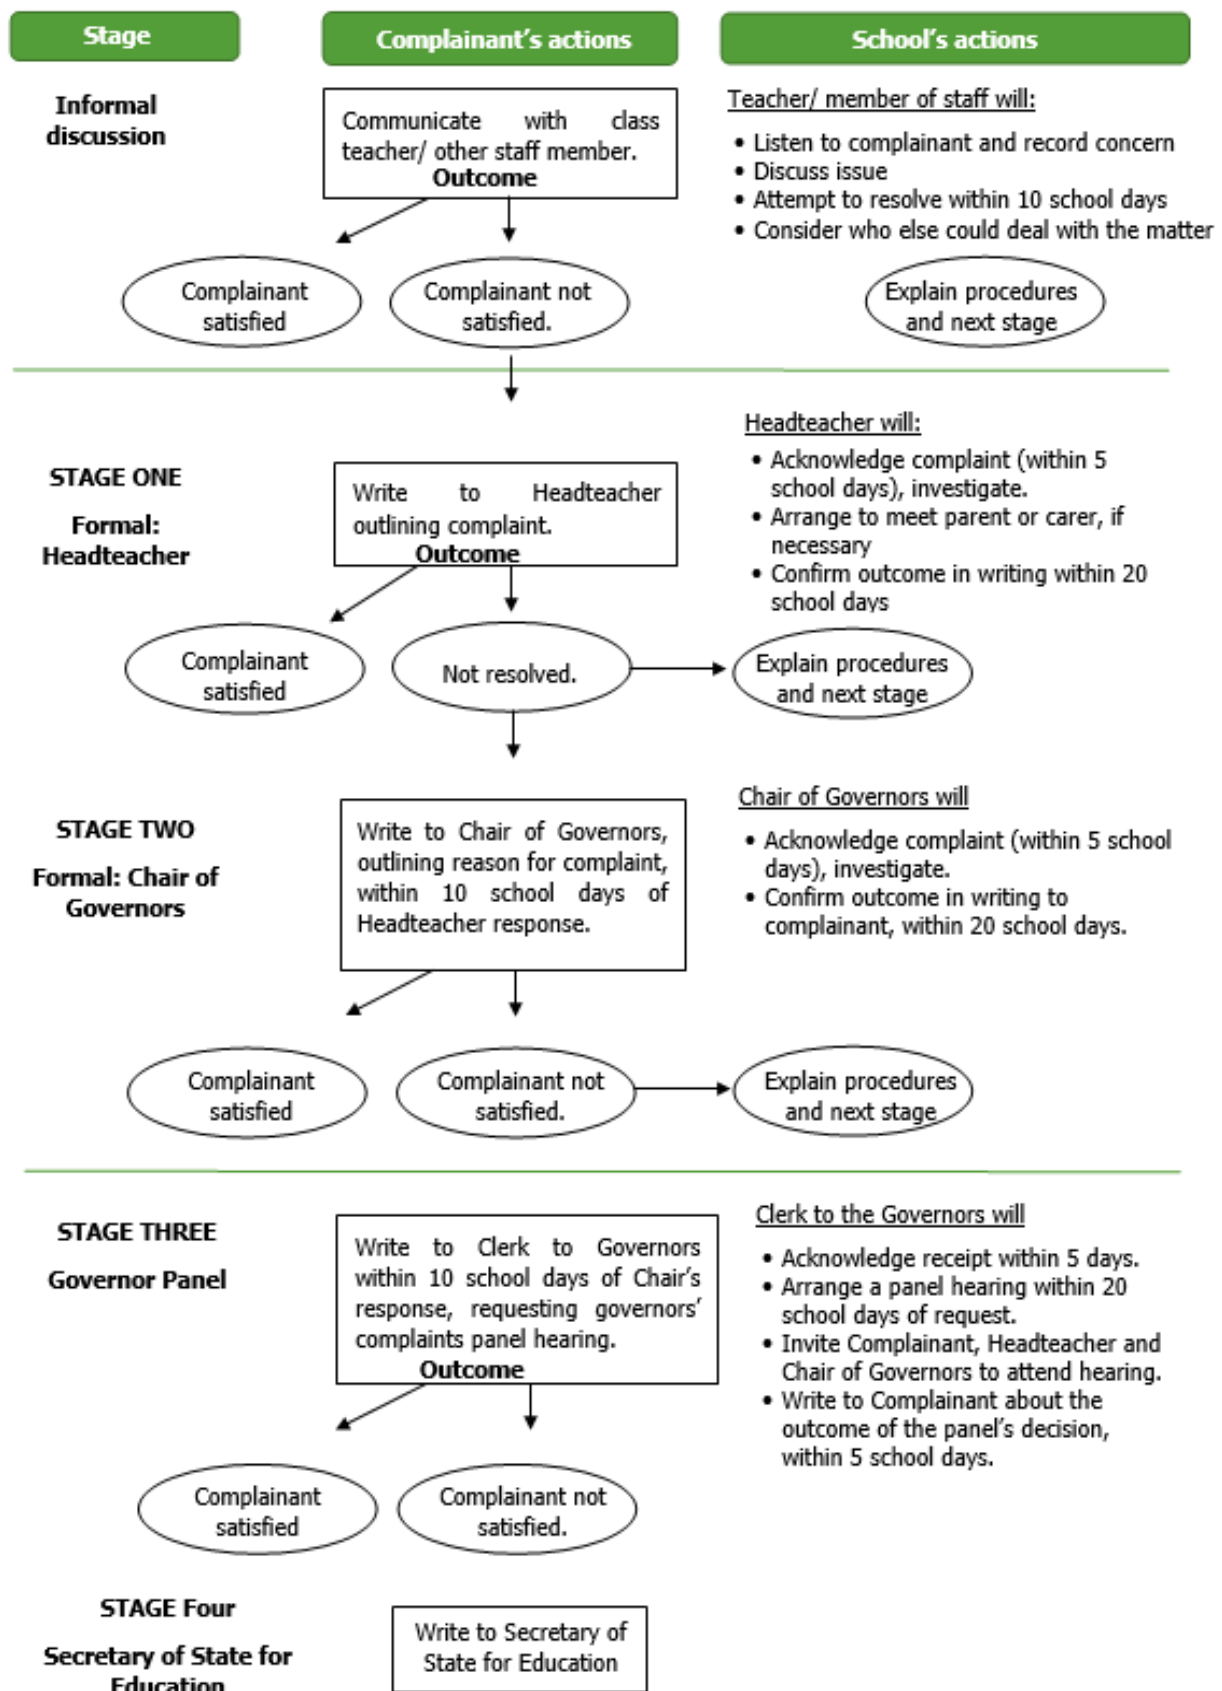 Stage
Complainant's actions
School's actions
Informal
discussion
Communicate with class
teacher/ other staff member.
Outcome
Teacher/ member of staff will:
• Listen to complainant and record concern
• Discuss issue
• Attempt to resolve within 10 school days
• Consider who else could deal with the matter
Complainant
satisfied
Complainant not
satisfied.
Explain procedures
and next stage
STAGE ONE
Formal:
Headteacher
Write to Headteacher
outlining complaint.
Outcome
Headteacher will:
• Acknowledge complaint (within 5
school days), investigate.
• Arrange to meet parent or carer, if
necessary
• Confirm outcome in writing within 20
school days
Complainant
satisfied
Not resolved.
Explain procedures
and next stage
STAGE TWO
Formal: Chair of
Governors
Write to Chair of Governors,
outlining reason for complaint,
within 10 school days of
Headteacher response.
Chair of Governors will
• Acknowledge complaint (within 5 school
days), investigate.
• Confirm outcome in writing to
complainant, within 20 school days.
Complainant
satisfied
Complainant not
satisfied.
Explain procedures
and next stage
STAGE THREE
Governor Panel
Write to Clerk to Governors
within 10 school days of Chair's
response, requesting governors'
complaints panel hearing.
Outcome
Clerk to the Governors will
• Acknowledge receipt within 5 days.
• Arrange a panel hearing within 20
school days of request.
• Invite Complainant, Headteacher and
Chair of Governors to attend hearing.
• Write to Complainant about the
outcome of the panel's decision,
within 5 school days.
Complainant
satisfied
Complainant not
satisfied.
STAGE Four
Secretary of State for
Education
Write to Secretary of
State for Education